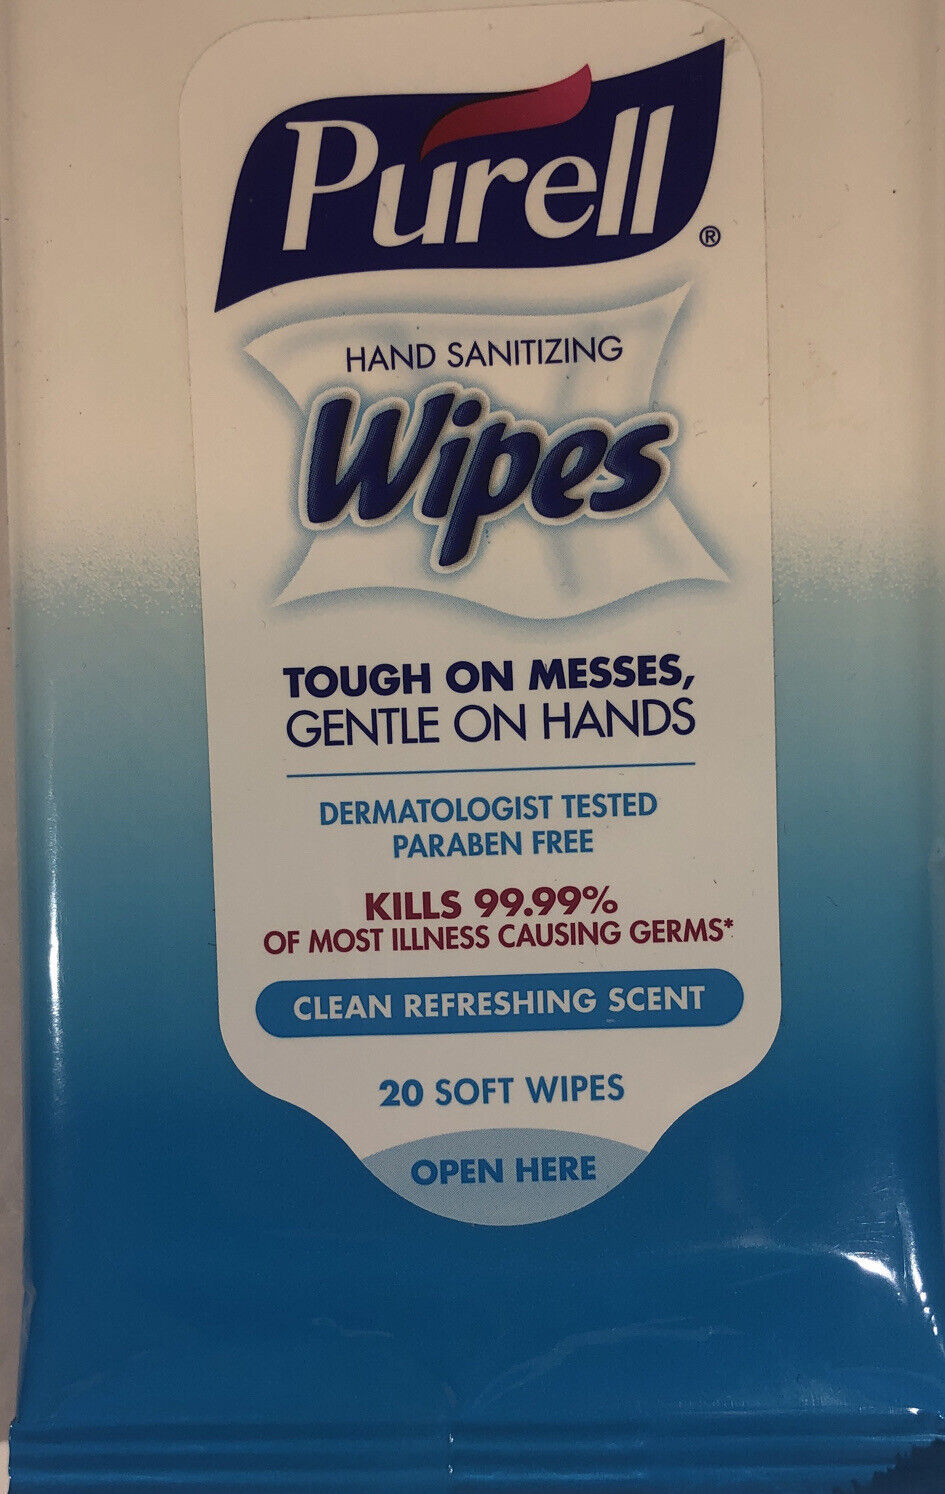 Purell®
HAND SANITIZING
Wipes
TOUGH ON MESSES,
GENTLE ON HANDS
DERMATOLOGIST TESTED
PARABEN FREE
KILLS 99.99%
OF MOST ILLNESS CAUSING GERMS*
CLEAN REFRESHING SCENT
20 SOFT WIPES
OPEN HERE